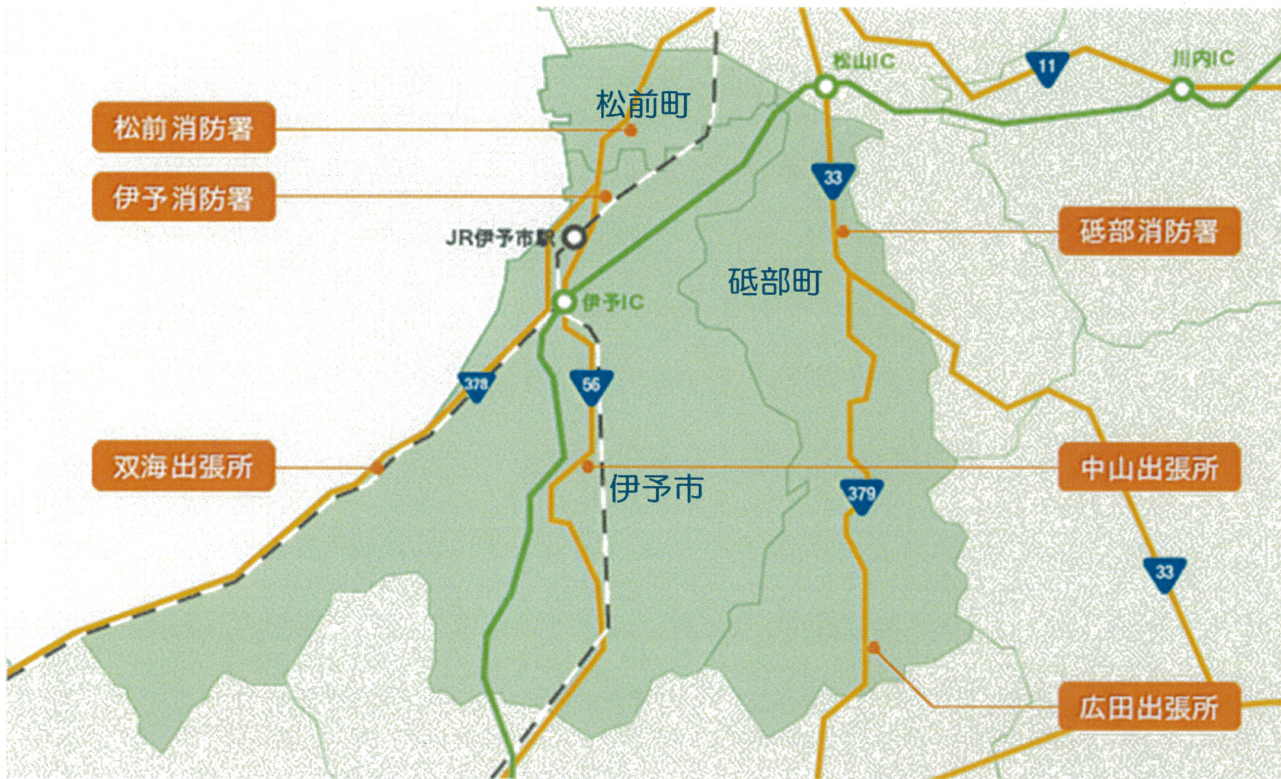 松山IC
川内IC
11
松前町
松前消防署
伊予消防署
33
砥部消防署
JR伊予市駅
砥部町
伊予IC
378
56
双海出張所
中山出張所
伊予市
379
33
広田出張所